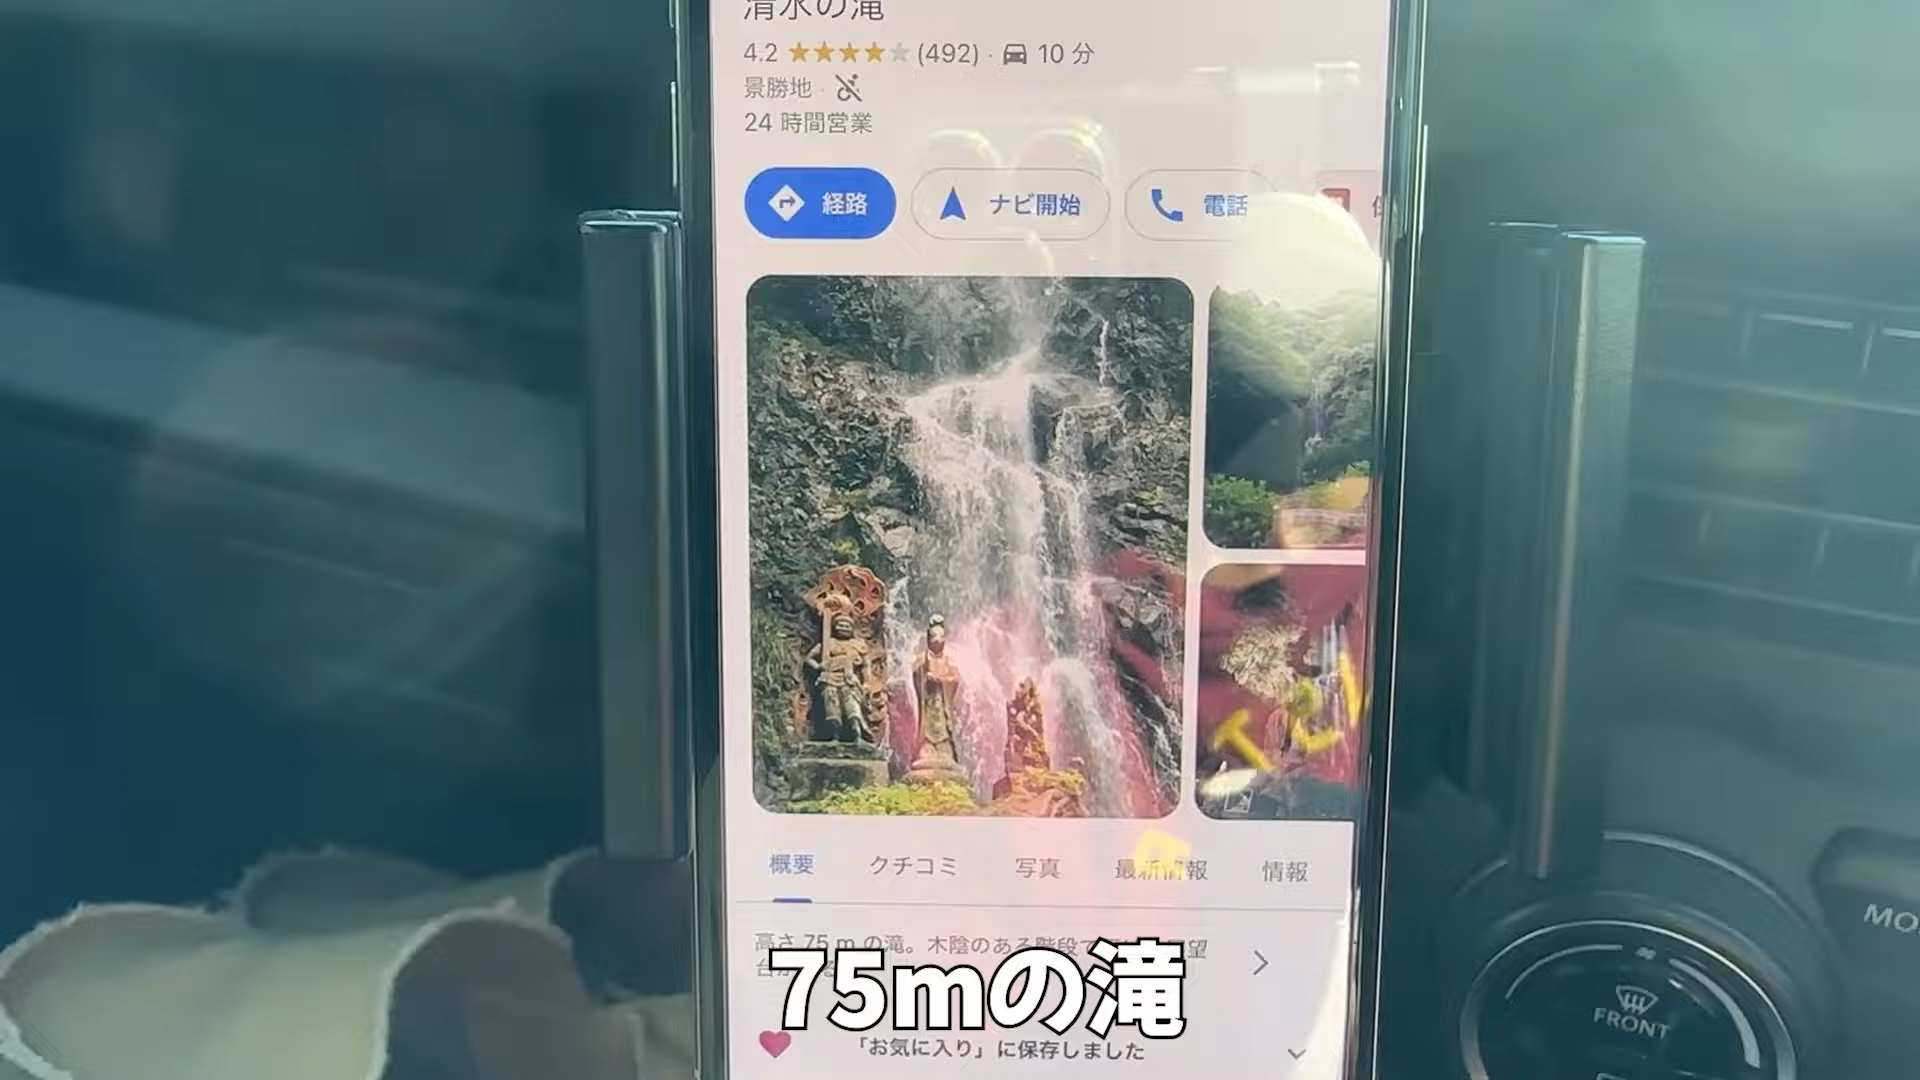 清水の滝
4.2 (492) · 10 分
景勝地 ·
24 時間営業
経路
ナビ開始
電話
概要
クチコミ
写真
最新情報
情報
高さ 75 m の滝。木陰のある階段で
75mの滝
「お気に入り」に保存しました
MO
FRONT